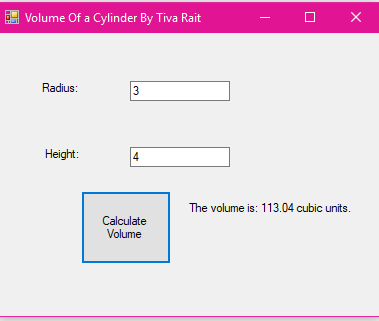 Volume Of a Cylinder By Tiva Rait
Radius:
3
Height:
4
Calculate
Volume
The volume is: 113.04 cubic units.